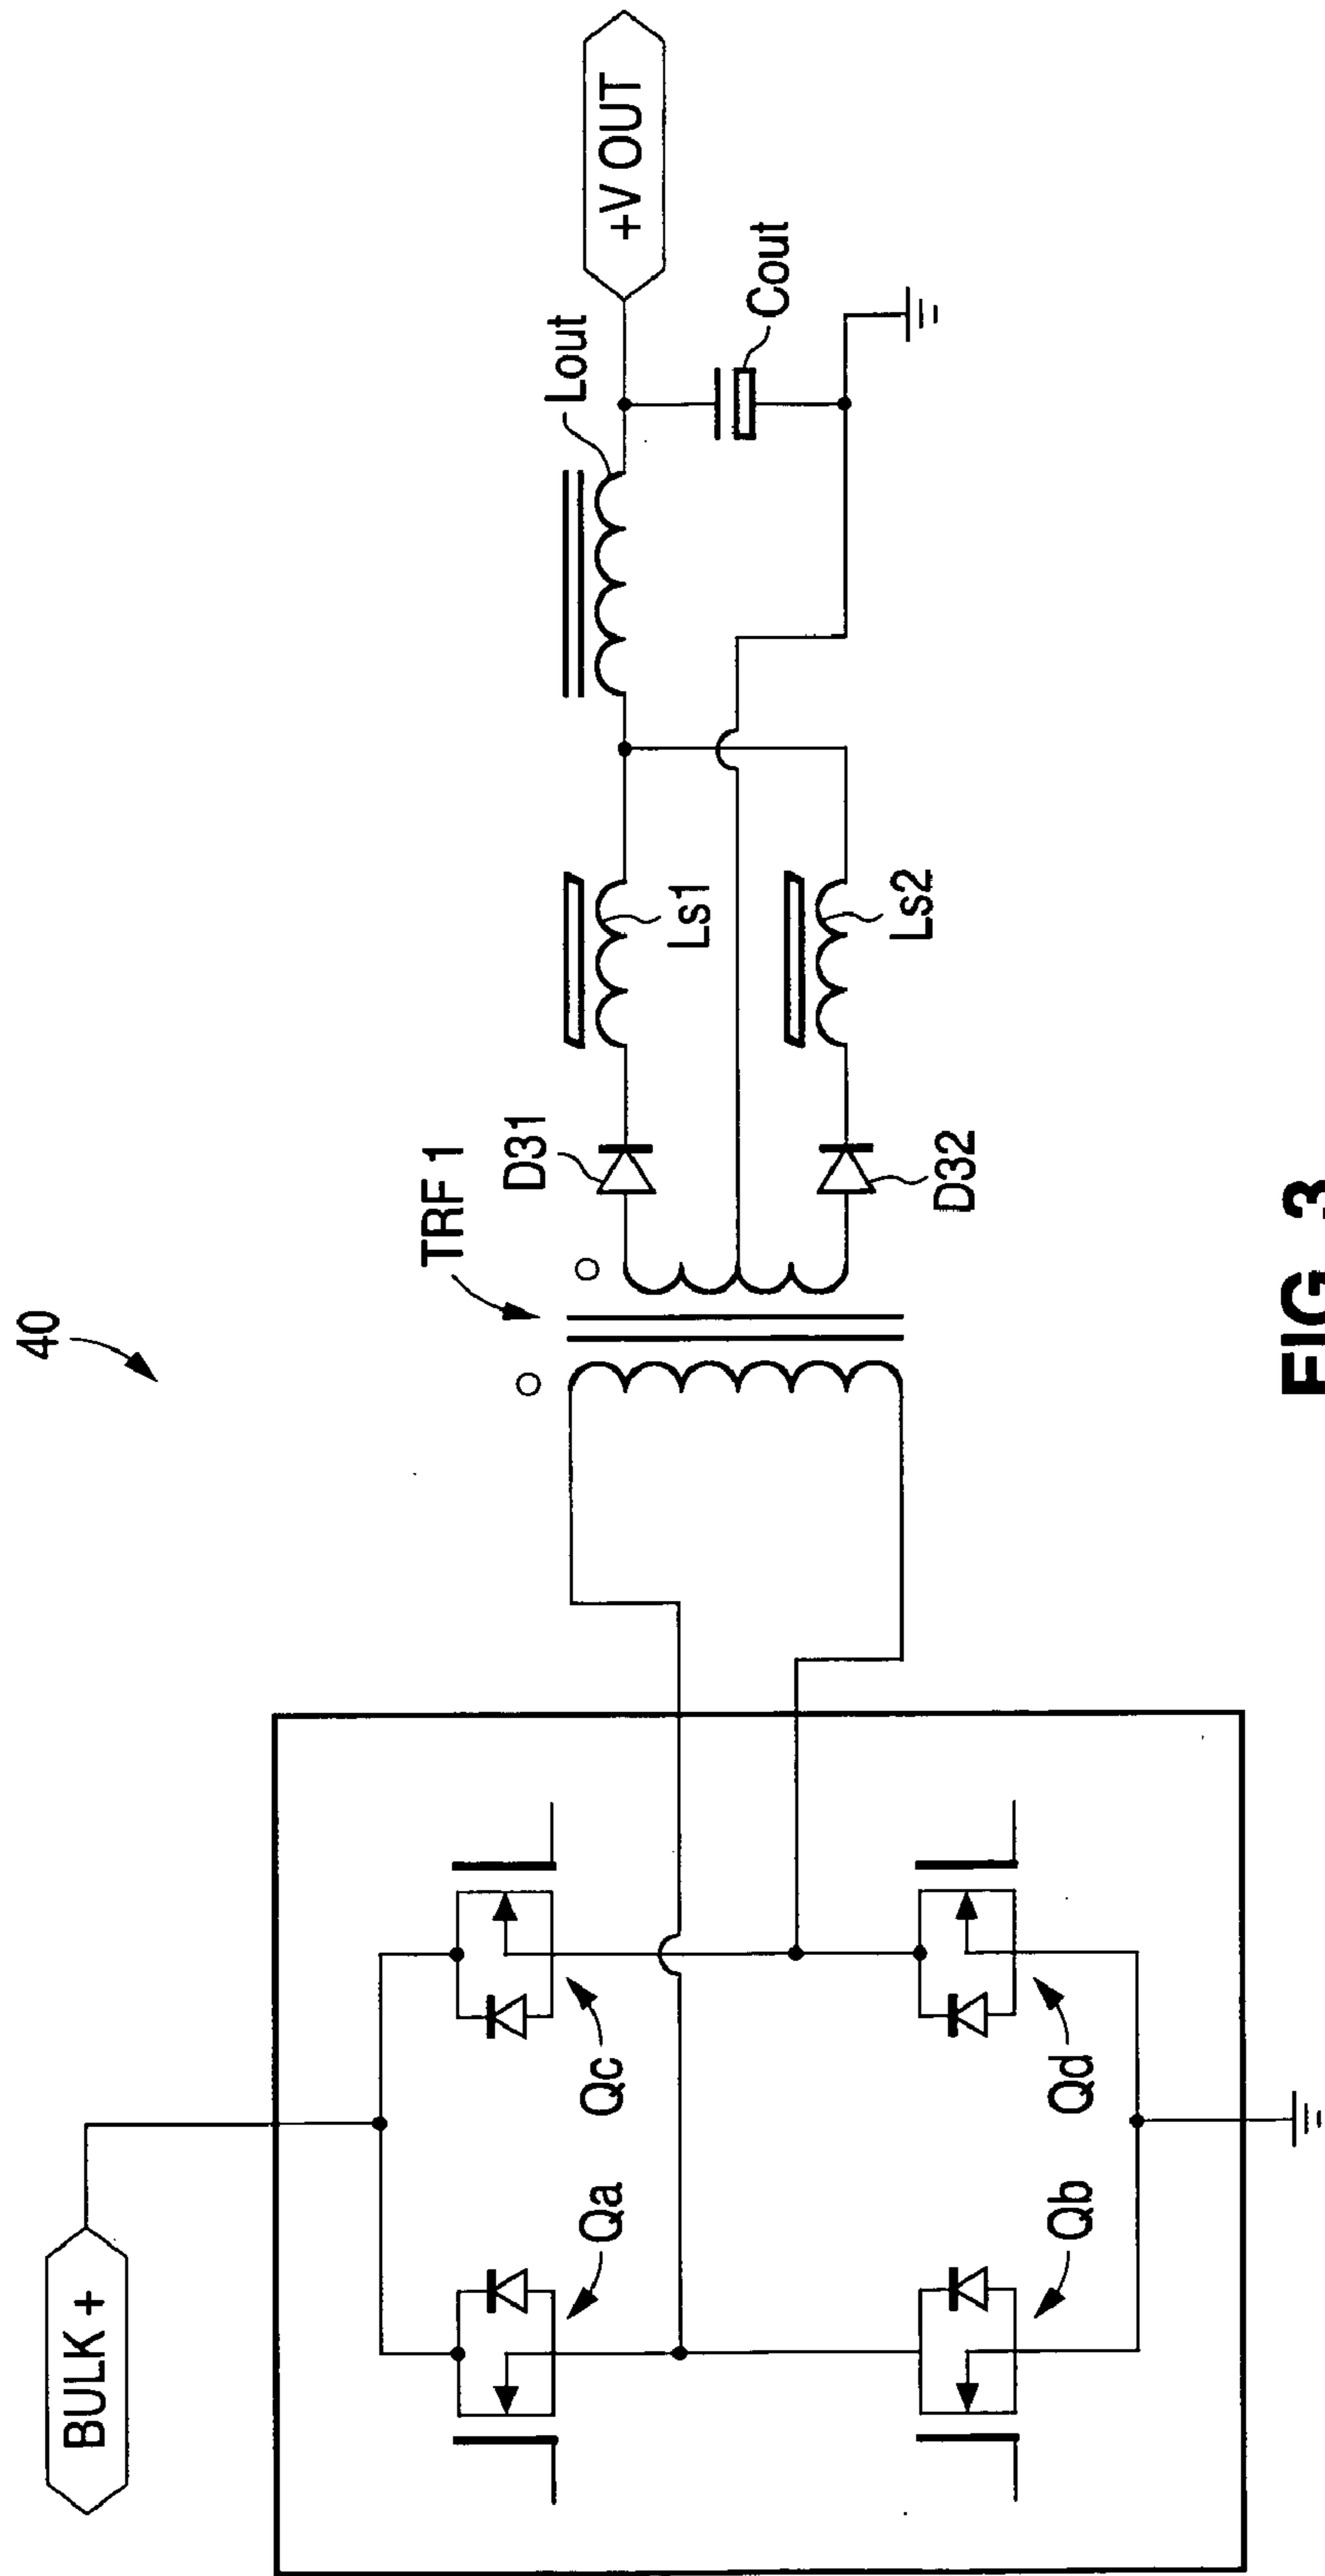 40
BULK +
Qa
Qc
Qb
Qd
TRF 1
D31
D32
Ls1
Ls2
Lout
Cout
+V OUT
FIG. 3